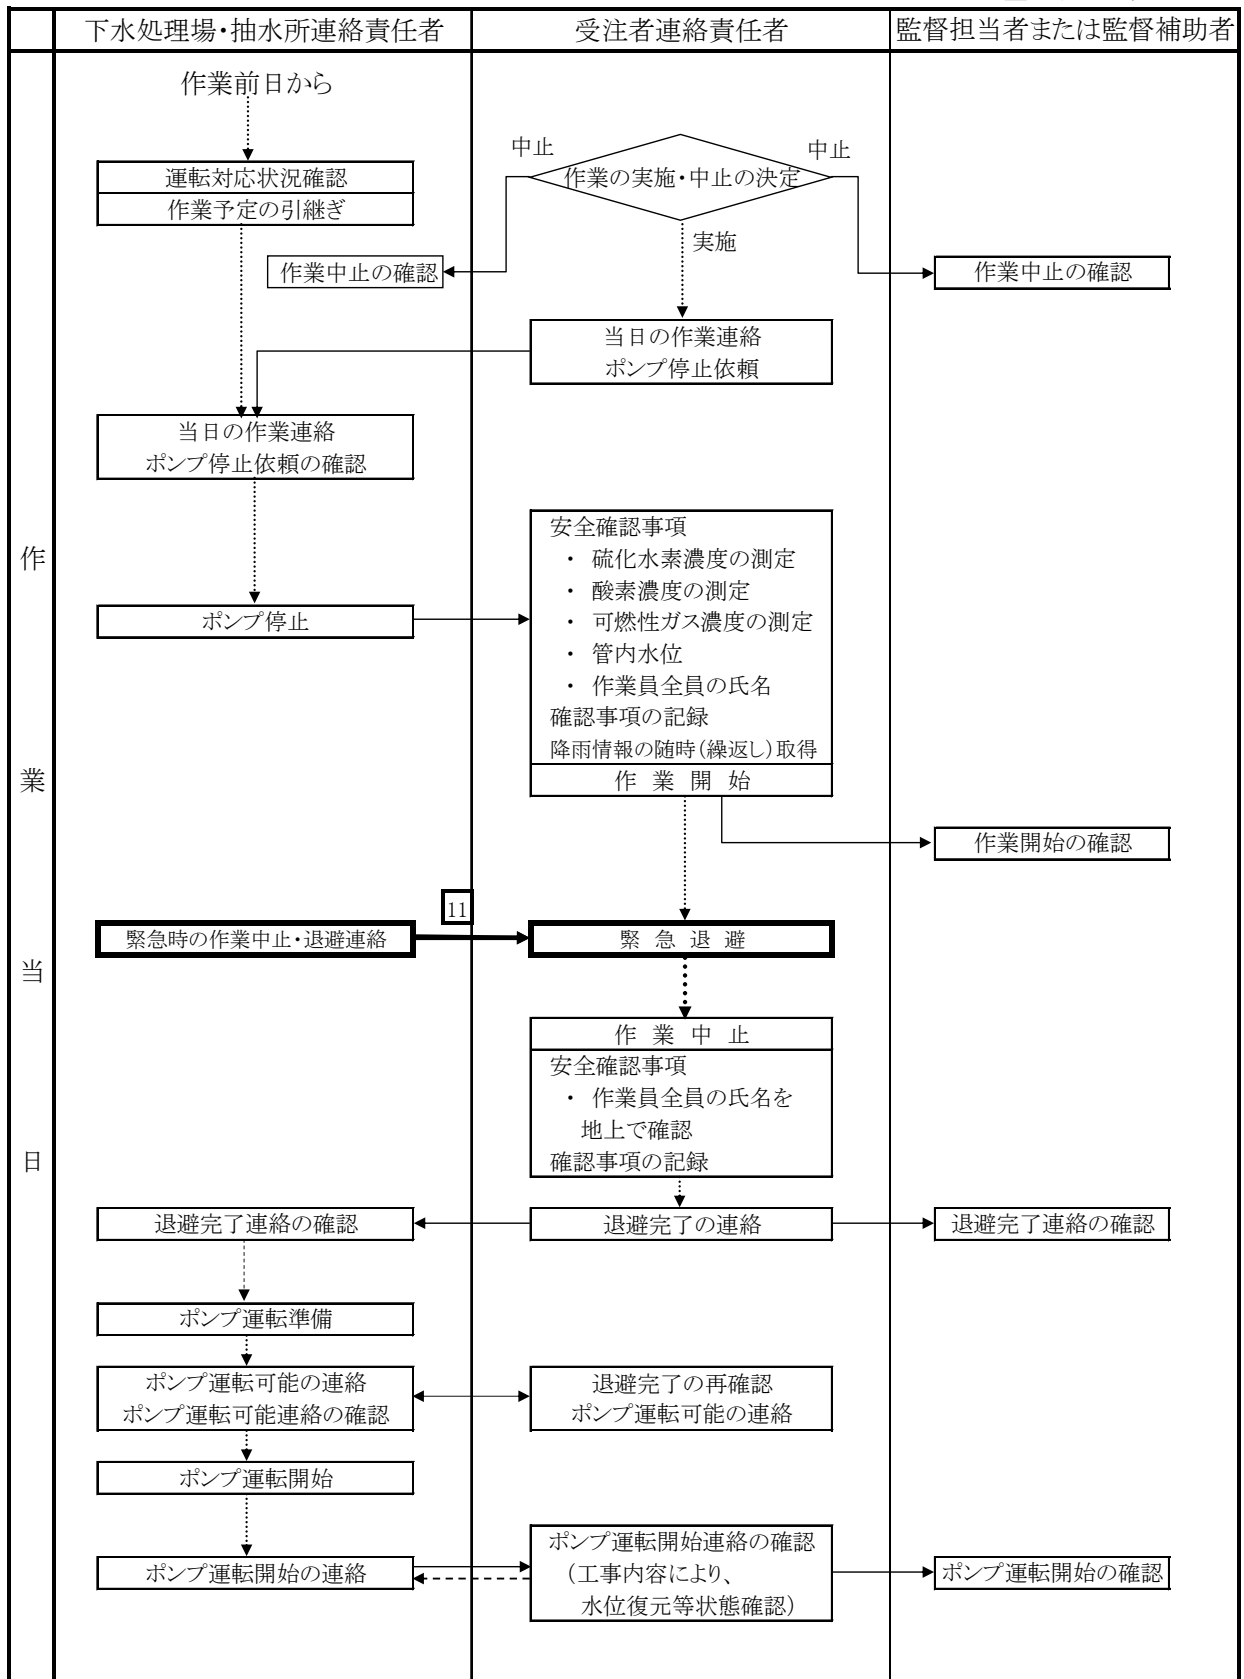 下水処理場・抽水所連絡責任者
受注者連絡責任者
監督担当者または監督補助者
作業当日
作業前日から
中止
中止
作業の実施・中止の決定
運転対応状況確認
作業予定の引継ぎ
実施
作業中止の確認
作業中止の確認
当日の作業連絡
ポンプ停止依頼
当日の作業連絡
ポンプ停止依頼の確認
安全確認事項
・ 硫化水素濃度の測定
・ 酸素濃度の測定
ポンプ停止
・ 可燃性ガス濃度の測定
・ 管内水位
・ 作業員全員の氏名
確認事項の記録
降雨情報の随時(繰返し)取得
作 業 開 始
作業開始の確認
11
緊急時の作業中止・退避連絡
緊 急 退 避
作 業 中 止
安全確認事項
・ 作業員全員の氏名を
地上で確認
確認事項の記録
退避完了連絡の確認
退避完了の連絡
退避完了連絡の確認
ポンプ運転準備
ポンプ運転可能の連絡
ポンプ運転可能連絡の確認
退避完了の再確認
ポンプ運転可能の連絡
ポンプ運転開始
ポンプ運転開始の連絡
ポンプ運転開始連絡の確認
(工事内容により、
水位復元等状態確認)
ポンプ運転開始の確認